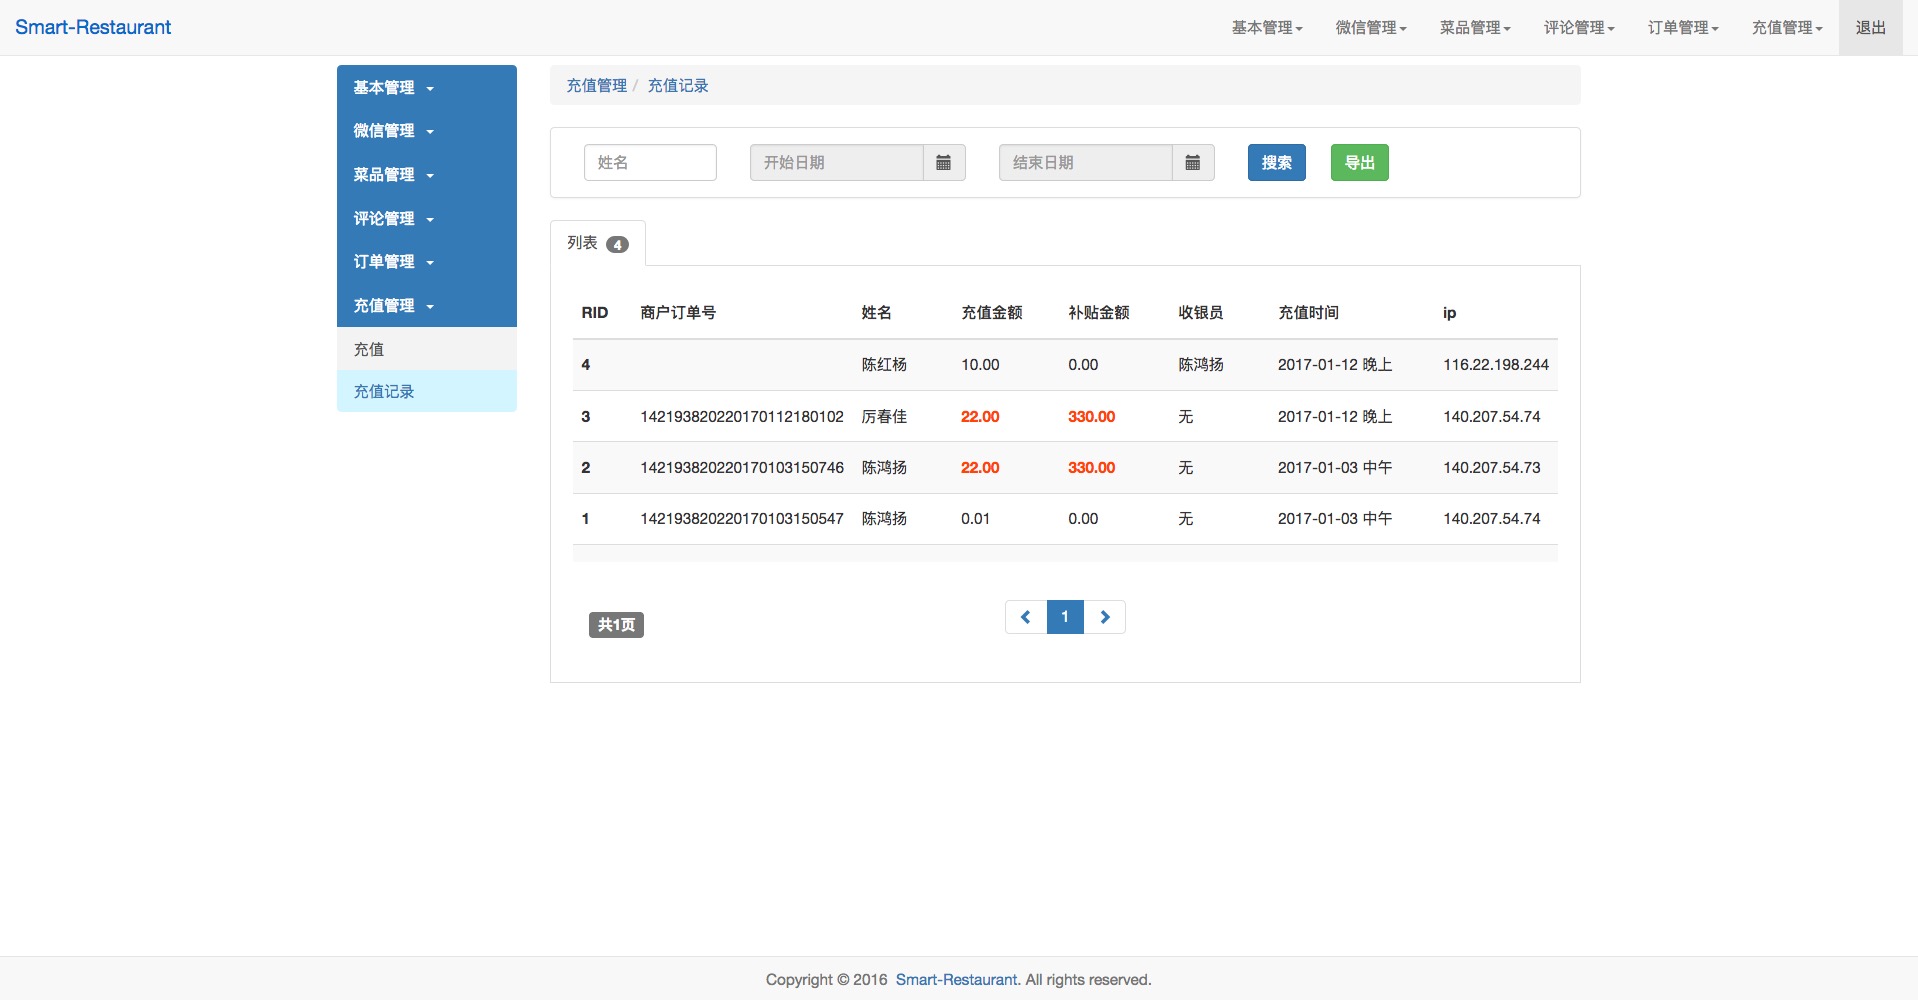 Smart-Restaurant 基本管理 微信管理 菜品管理 评论管理 订单管理 充值管理 退出
基本管理
微信管理
菜品管理
评论管理
订单管理
充值管理
充值
充值记录
充值管理 / 充值记录
姓名 开始日期 结束日期 搜索 导出
列表 4
RID 商户订单号 姓名 充值金额 补贴金额 收银员 充值时间 ip
4 陈红杨 10.00 0.00 陈鸿扬 2017-01-12 晚上 116.22.198.244
3 142193820220170112180102 厉春佳 22.00 330.00 无 2017-01-12 晚上 140.207.54.74
2 142193820220170103150746 陈鸿扬 22.00 330.00 无 2017-01-03 中午 140.207.54.73
1 142193820220170103150547 陈鸿扬 0.01 0.00 无 2017-01-03 中午 140.207.54.74
共1页 1
Copyright © 2016 Smart-Restaurant. All rights reserved.